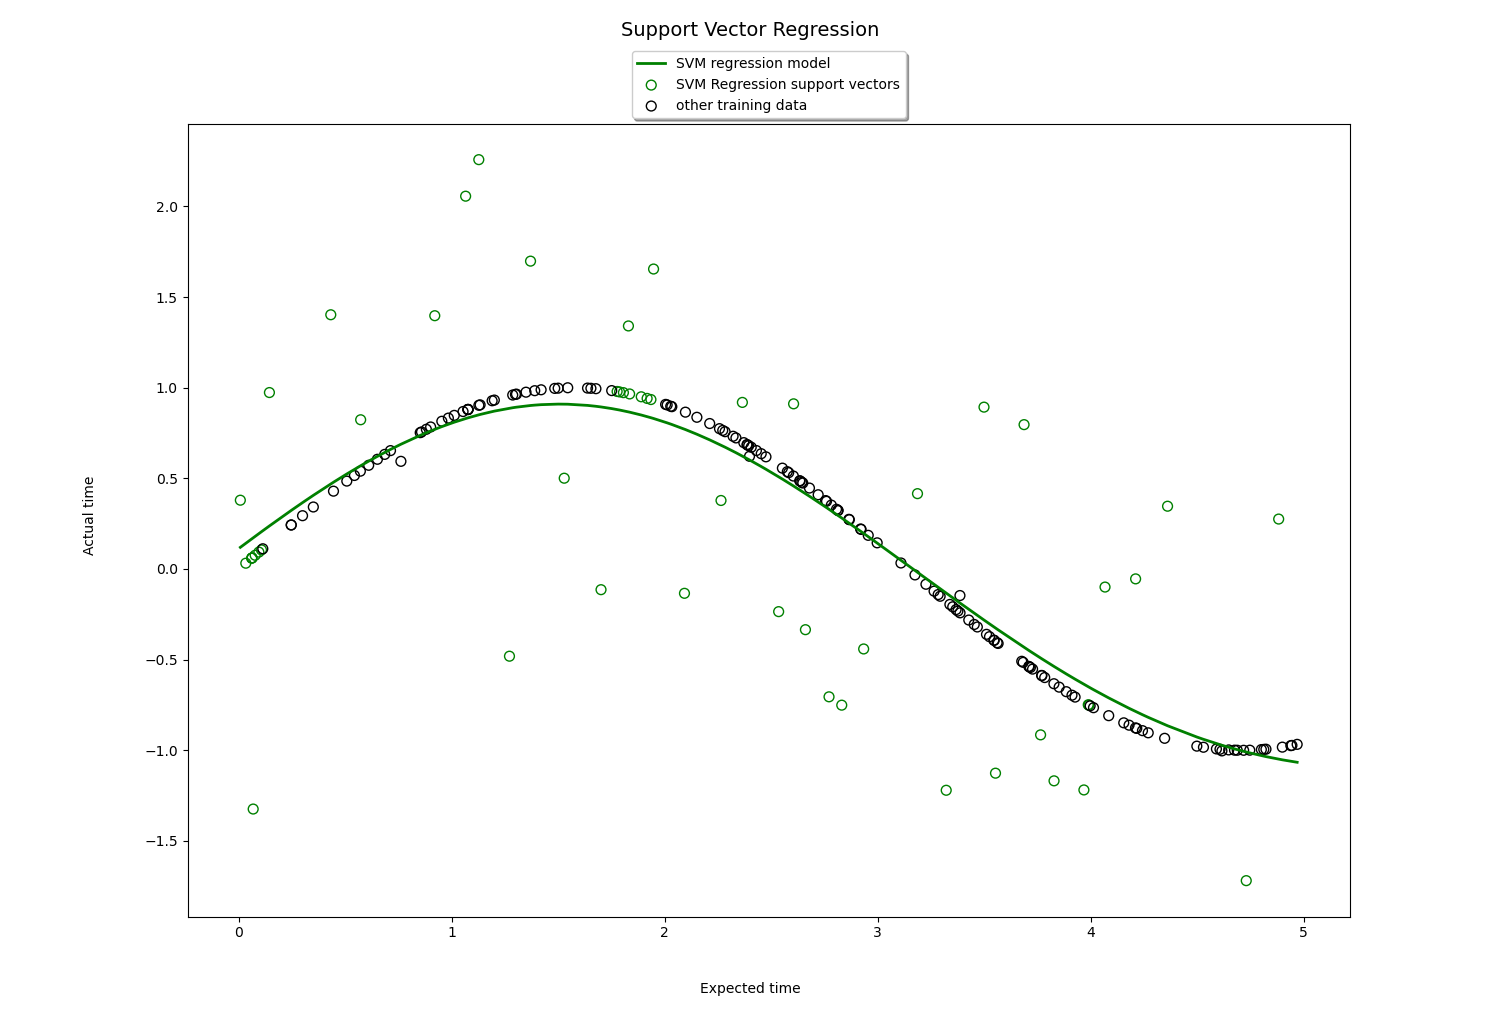 Support Vector Regression
SVM regression model
SVM Regression support vectors
other training data
2.0
1.5
1.0
0.5
0.0
−0.5
−1.0
−1.5
Actual time
0 1 2 3 4 5
Expected time